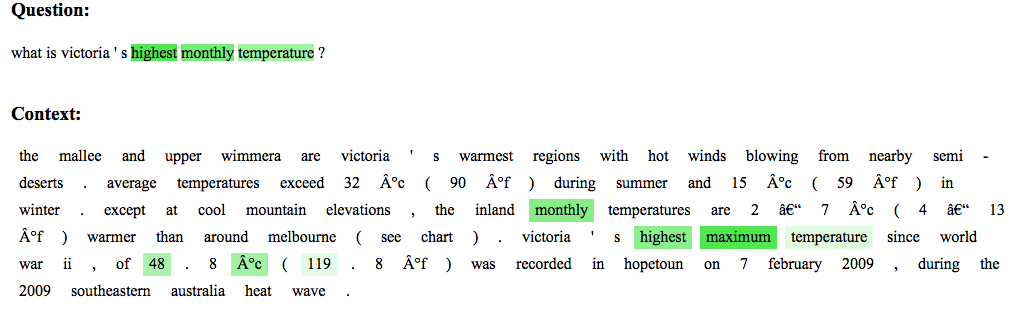 Question:
what is victoria ' s highest monthly temperature ?
Context:
the mallee and upper wimmera are victoria ' s warmest regions with hot winds blowing from nearby semi -
deserts . average temperatures exceed 32 Â°c ( 90 Â°f ) during summer and 15 Â°c ( 59 Â°f ) in
winter . except at cool mountain elevations , the inland monthly temperatures are 2 â€“ 7 Â°c ( 4 â€“ 13
Â°f ) warmer than around melbourne ( see chart ) . victoria ' s highest maximum temperature since world
war ii , of 48 . 8 Â°c ( 119 . 8 Â°f ) was recorded in hopetoun on 7 february 2009 , during the
2009 southeastern australia heat wave .